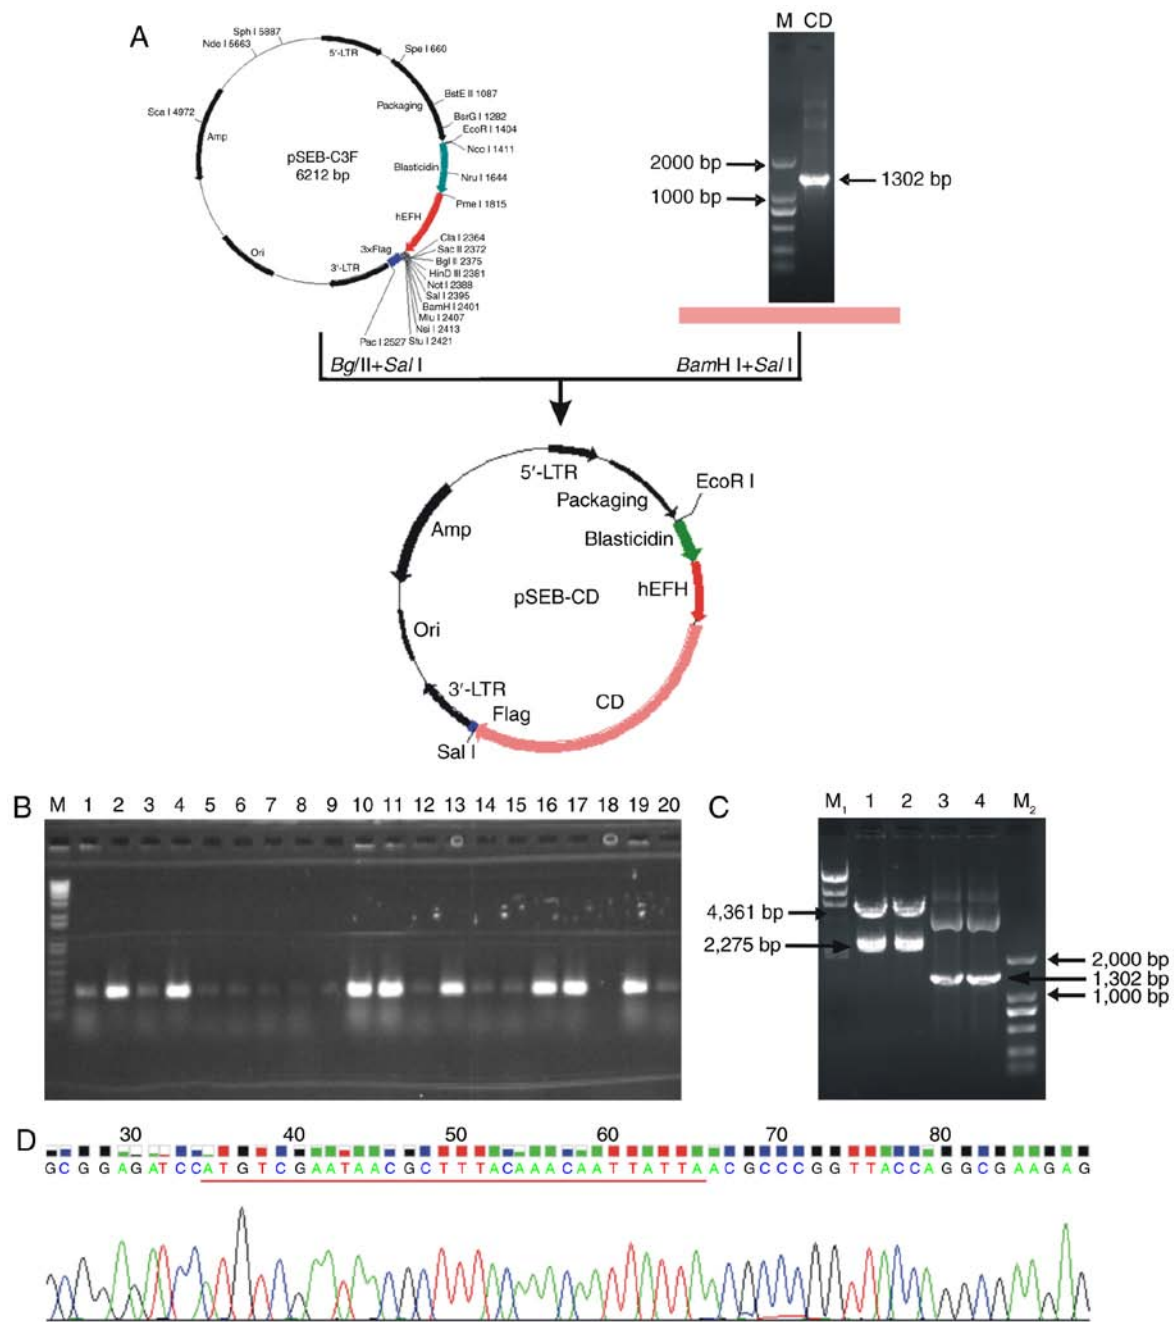 A
Sph I 5887
Nde I 5663
5'-LTR
Spe I 660
Packaging
BstE II 1087
BsrG I 1282
EcoR I 1404
Nco I 1411
Sca I 4972
Amp
pSEB-C3F
6212 bp
Blasticidin
Nru I 1644
Pme I 1815
hEFH
Ori
3xFlag
3'-LTR
Cla I 2364
Sac II 2372
Bgl II 2375
HinD III 2381
Not I 2388
Sal I 2395
BamH I 2401
Mlu I 2407
Nsi I 2413
Pac I 2527
Stu I 2421
M CD
2000 bp
1302 bp
1000 bp
Bg/II+Sal I
BamH I+Sal I
5'-LTR
Packaging
EcoR I
Amp
Blasticidin
pSEB-CD
hEFH
Ori
3'-LTR
Flag
CD
Sal I
B
M 1 2 3 4 5 6 7 8 9 10 11 12 13 14 15 16 17 18 19 20
C
M1 1 2 3 4 M2
4,361 bp
2,275 bp
2,000 bp
1,302 bp
1,000 bp
D
30 40 50 60 70 80
GCGGAGATCCATGTCGAATAACGCTTTACAAACAATTATTAACGCCCGGTTACCAGGCGAAGAG